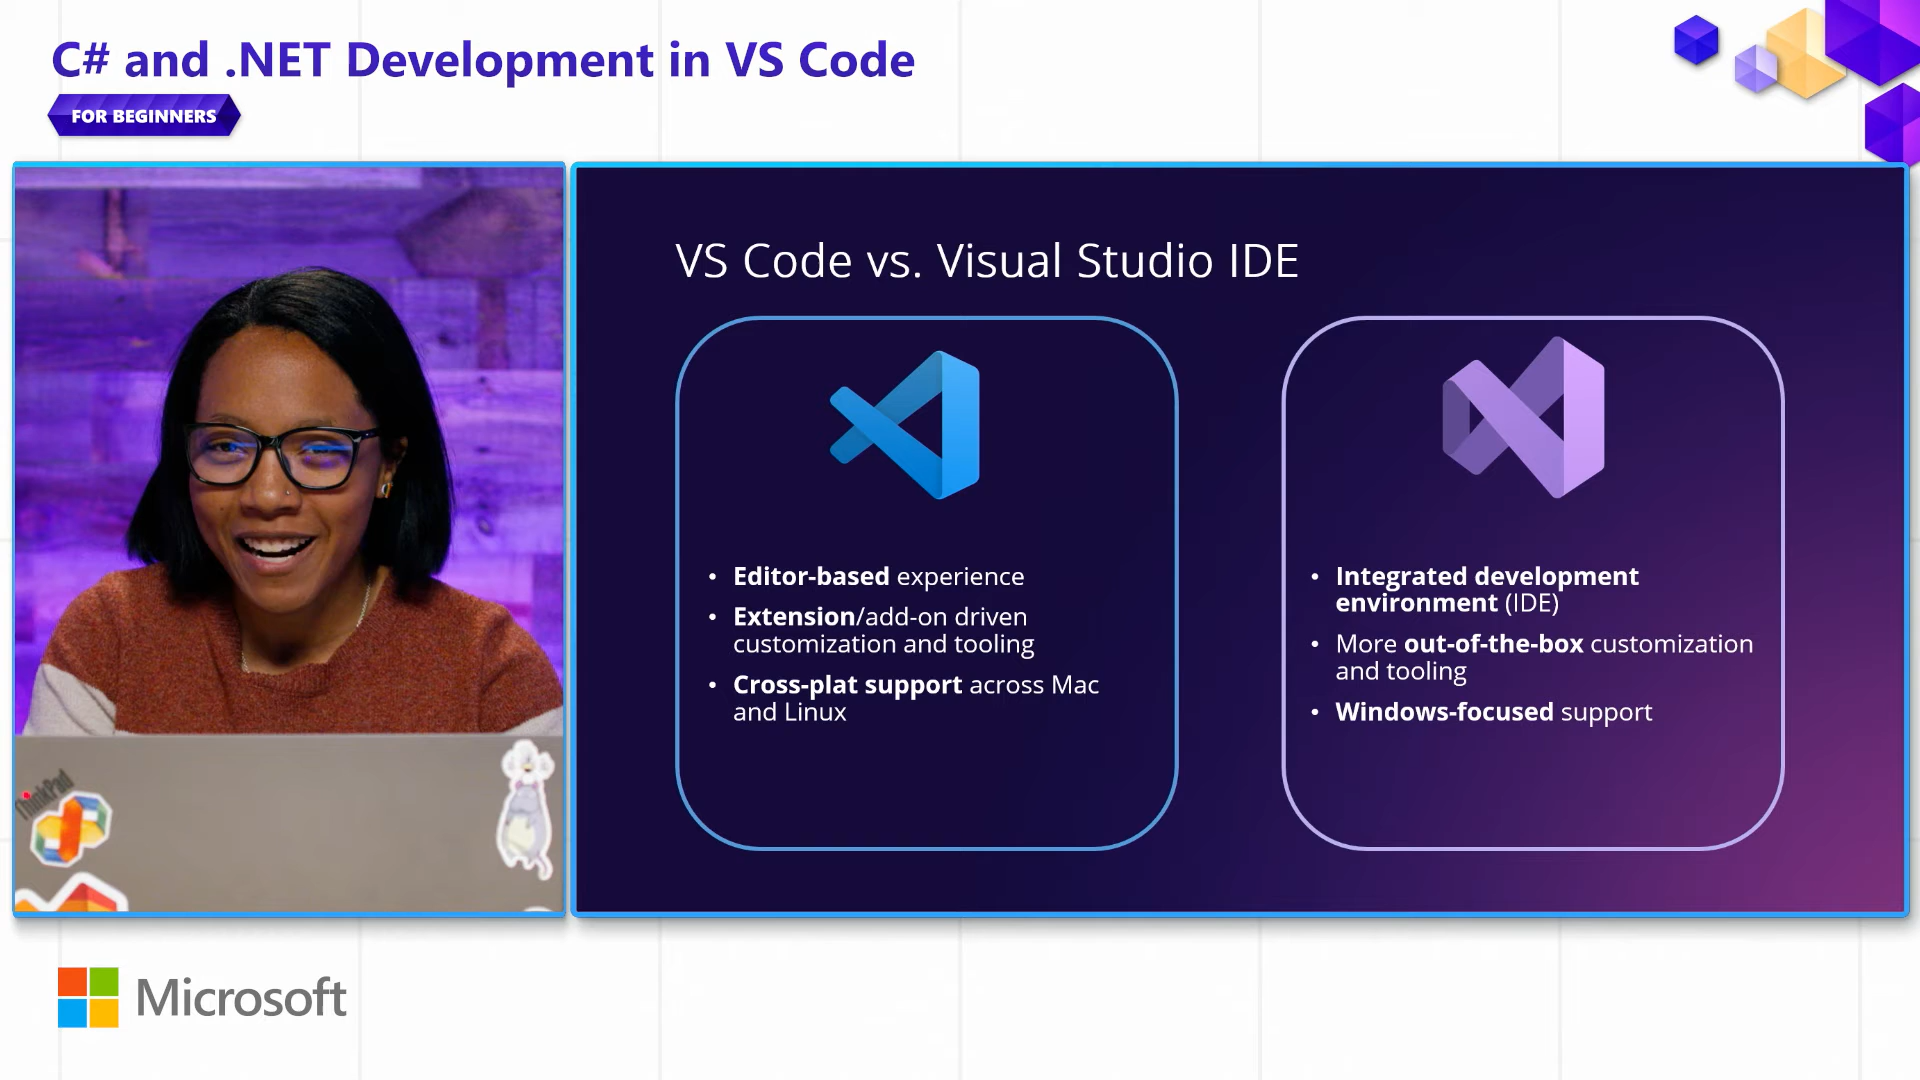 C# and .NET Development in VS Code
FOR BEGINNERS
VS Code vs. Visual Studio IDE
• Editor-based experience
• Extension/add-on driven
customization and tooling
• Cross-plat support across Mac
and Linux
• Integrated development
environment (IDE)
• More out-of-the-box customization
and tooling
• Windows-focused support
ThinkPad
Microsoft